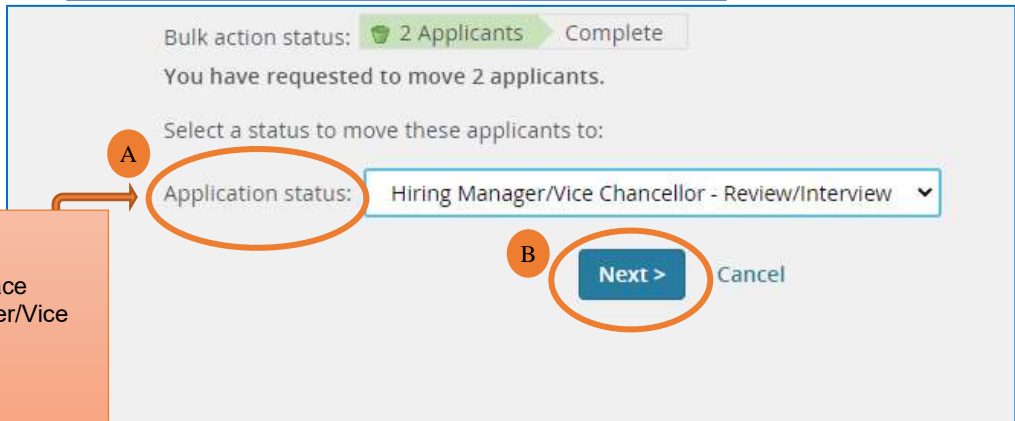 Bulk action status: 2 Applicants Complete
You have requested to move 2 applicants.
Select a status to move these applicants to:
A
Application status: Hiring Manager/Vice Chancellor - Review/Interview
B
Next > Cancel
er/Vice